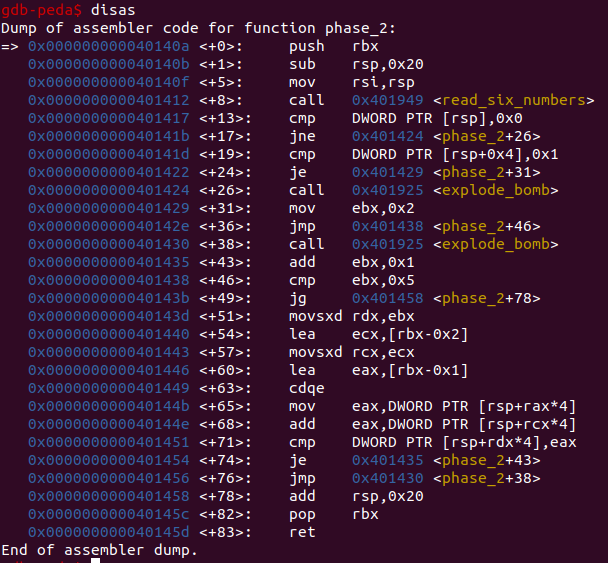 gdb-peda$ disas
Dump of assembler code for function phase_2:
=> 0x000000000040140a <+0>:	push   rbx
   0x000000000040140b <+1>:	sub    rsp,0x20
   0x000000000040140f <+5>:	mov    rsi,rsp
   0x0000000000401412 <+8>:	call   0x401949 <read_six_numbers>
   0x0000000000401417 <+13>:	cmp    DWORD PTR [rsp],0x0
   0x000000000040141b <+17>:	jne    0x401424 <phase_2+26>
   0x000000000040141d <+19>:	cmp    DWORD PTR [rsp+0x4],0x1
   0x0000000000401422 <+24>:	je     0x401429 <phase_2+31>
   0x0000000000401424 <+26>:	call   0x401925 <explode_bomb>
   0x0000000000401429 <+31>:	mov    ebx,0x2
   0x000000000040142e <+36>:	jmp    0x401438 <phase_2+46>
   0x0000000000401430 <+38>:	call   0x401925 <explode_bomb>
   0x0000000000401435 <+43>:	add    ebx,0x1
   0x0000000000401438 <+46>:	cmp    ebx,0x5
   0x000000000040143b <+49>:	jg     0x401458 <phase_2+78>
   0x000000000040143d <+51>:	movsxd rdx,ebx
   0x0000000000401440 <+54>:	lea    ecx,[rbx-0x2]
   0x0000000000401443 <+57>:	movsxd rcx,ecx
   0x0000000000401446 <+60>:	lea    eax,[rbx-0x1]
   0x0000000000401449 <+63>:	cdqe
   0x000000000040144b <+65>:	mov    eax,DWORD PTR [rsp+rax*4]
   0x000000000040144e <+68>:	add    eax,DWORD PTR [rsp+rcx*4]
   0x0000000000401451 <+71>:	cmp    DWORD PTR [rsp+rdx*4],eax
   0x0000000000401454 <+74>:	je     0x401435 <phase_2+43>
   0x0000000000401456 <+76>:	jmp    0x401430 <phase_2+38>
   0x0000000000401458 <+78>:	add    rsp,0x20
   0x000000000040145c <+82>:	pop    rbx
   0x000000000040145d <+83>:	ret
End of assembler dump.